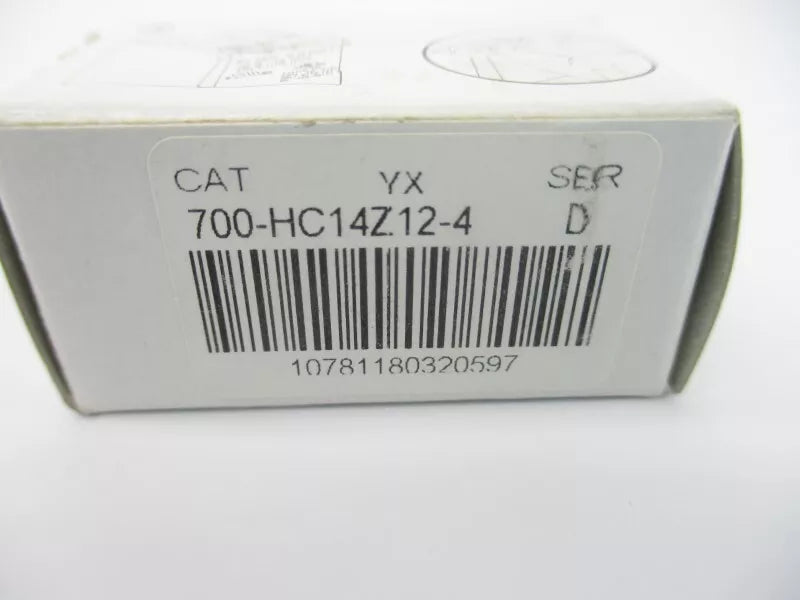 CAT YX SER
700-HC14Z12-4 D
10781180320597